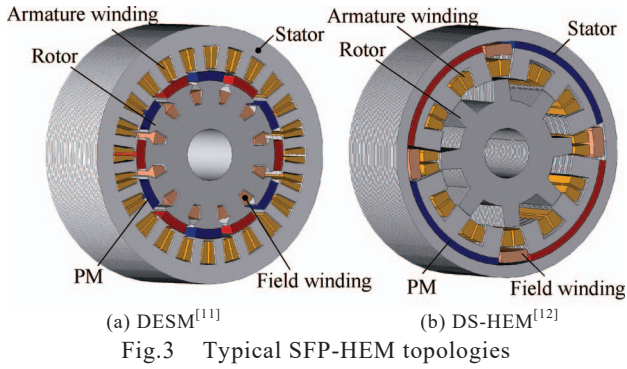 Armature winding
Stator
Rotor
PM
Field winding
(a) DESM[11]
Armature winding
Stator
Rotor
PM
Field winding
(b) DS-HEM[12]
Fig.3 Typical SFP-HEM topologies